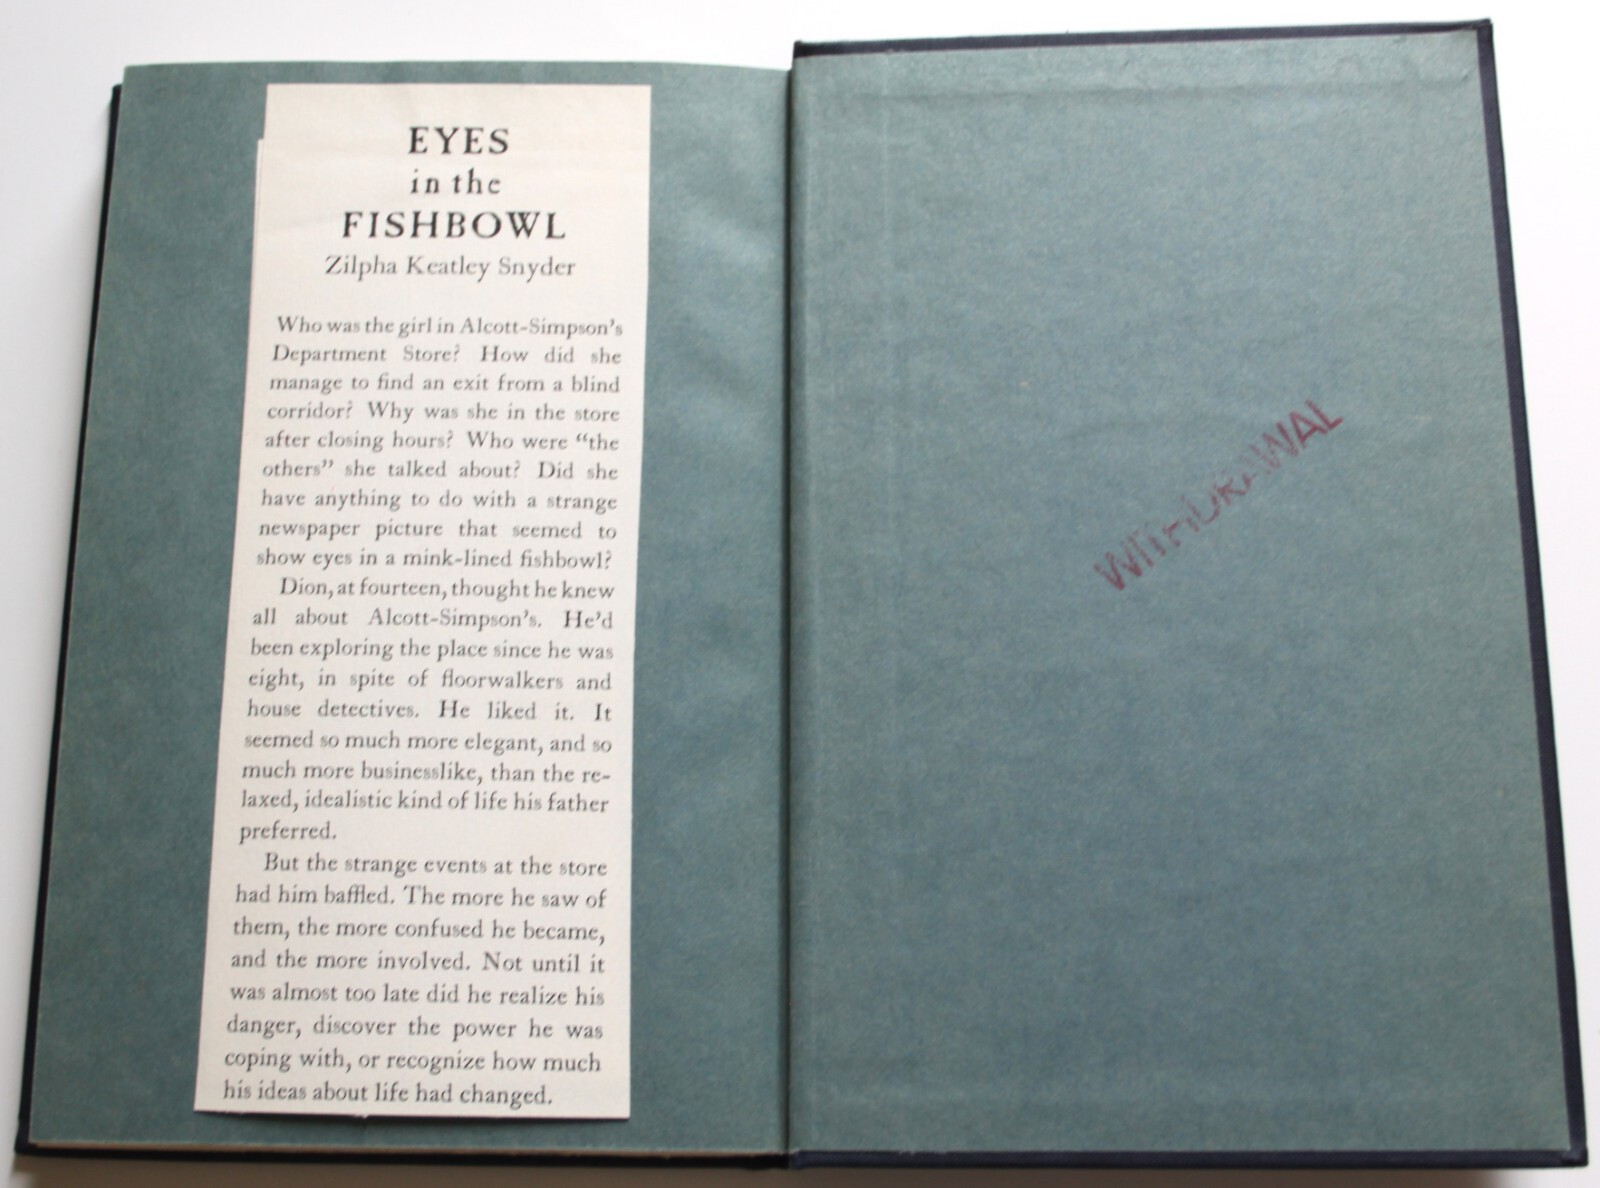 EYES
in the
FISHBOWL
Zilpha Keatley Snyder
Who was the girl in Alcott-Simpson's
Department Store? How did she
manage to find an exit from a blind
corridor? Why was she in the store
after closing hours? Who were “the
others” she talked about? Did she
have anything to do with a strange
newspaper picture that seemed to
show eyes in a mink-lined fishbowl?
Dion, at fourteen, thought he knew
all about Alcott-Simpson's. He'd
been exploring the place since he was
eight, in spite of floorwalkers and
house detectives. He liked it. It
seemed so much more elegant, and so
much more businesslike, than the re-
laxed, idealistic kind of life his father
preferred.
But the strange events at the store
had him baffled. The more he saw of
them, the more confused he became,
and the more involved. Not until it
was almost too late did he realize his
danger, discover the power he was
coping with, or recognize how much
his ideas about life had changed.
WITHDRAWAL